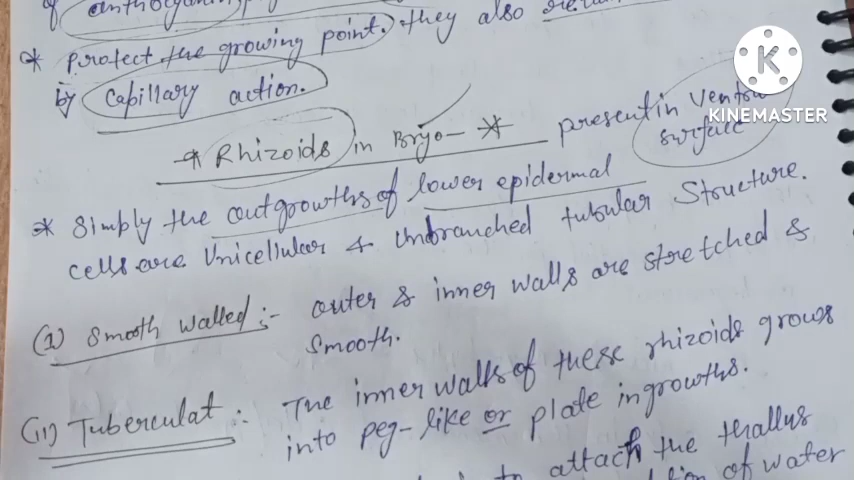 of anthocyanin
* protect the growing point. they also
by capillary action.
* Rhizoids in Bryo- * present in ventral
surface
* Simply the outgrowths of lower epidermal
cells are Unicellular & Unbranched tubular Structure.
(i) Smooth walled :- outer & inner walls are stretched &
smooth.
(ii) Tuberculat :- The inner walls of these rhizoids grows
into peg-like or plate ingrowths.
to attach the thallus
of water
K
KINEMASTER